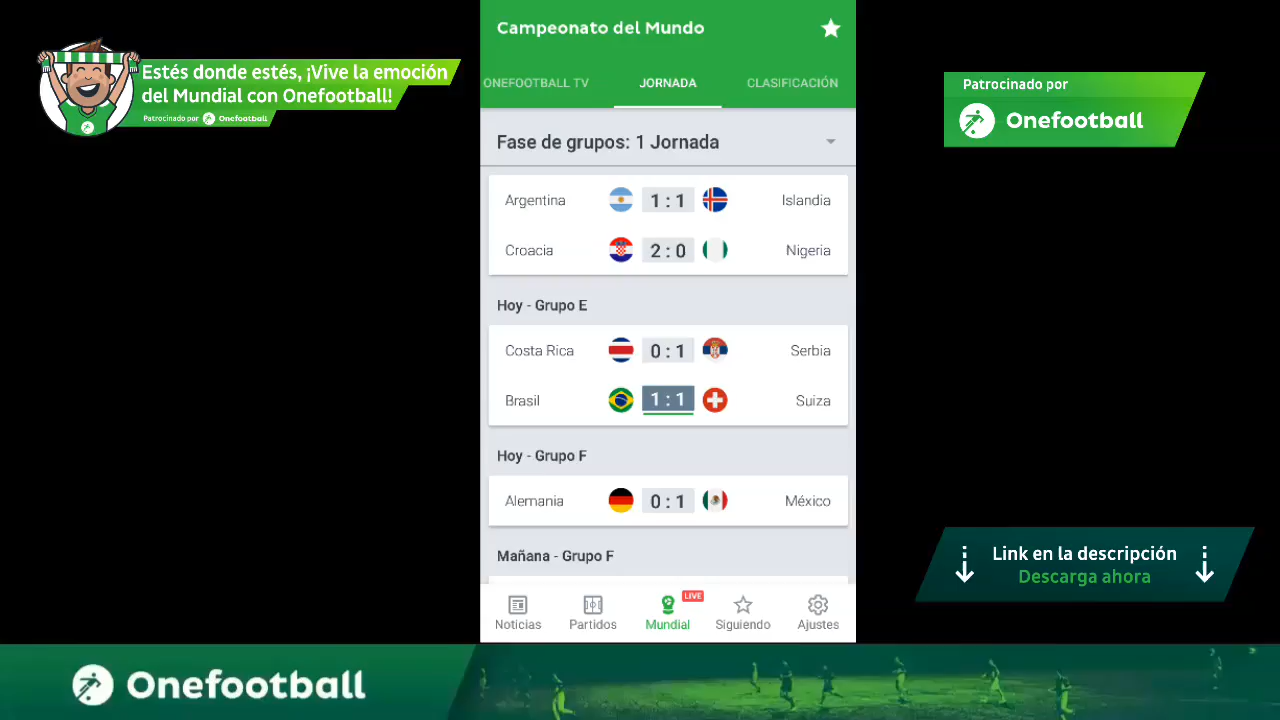 Estés donde estés, ¡Vive la emoción
del Mundial con Onefootball!
Patrocinado por Onefootball
Campeonato del Mundo
ONEFOOTBALL TV JORNADA CLASIFICACIÓN
Fase de grupos: 1 Jornada
Argentina 1 : 1 Islandia
Croacia 2 : 0 Nigeria
Hoy - Grupo E
Costa Rica 0 : 1 Serbia
Brasil 1 : 1 Suiza
Hoy - Grupo F
Alemania 0 : 1 México
Mañana - Grupo F
LIVE
Noticias Partidos Mundial Siguiendo Ajustes
Patrocinado por
Onefootball
Link en la descripción
Descarga ahora
Onefootball